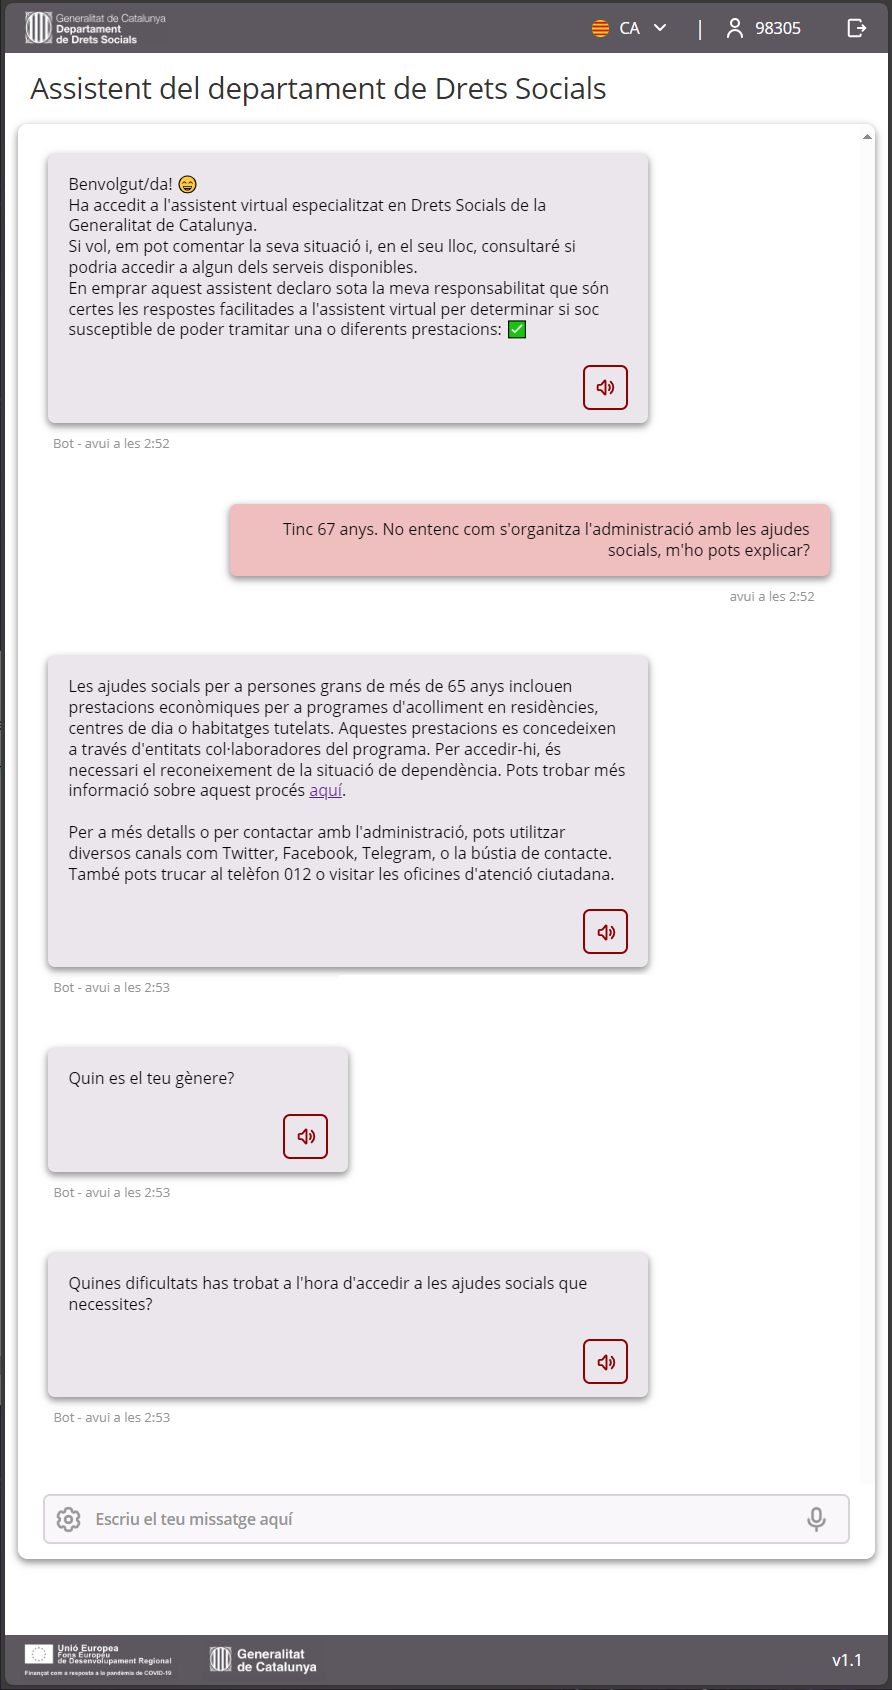 Generalitat de Catalunya
Departament
de Drets Socials
CA
|
98305
Assistent del departament de Drets Socials
Benvolgut/da! 😄
Ha accedit a l'assistent virtual especialitzat en Drets Socials de la
Generalitat de Catalunya.
Si vol, em pot comentar la seva situació i, en el seu lloc, consultaré si
podria accedir a algun dels serveis disponibles.
En emprar aquest assistent declaro sota la meva responsabilitat que són
certes les respostes facilitades a l'assistent virtual per determinar si soc
susceptible de poder tramitar una o diferents prestacions: ✅
Bot - avui a les 2:52
Tinc 67 anys. No entenc com s'organitza l'administració amb les ajudes
socials, m'ho pots explicar?
avui a les 2:52
Les ajudes socials per a persones grans de més de 65 anys inclouen
prestacions econòmiques per a programes d'acolliment en residències,
centres de dia o habitatges tutelats. Aquestes prestacions es concedeixen
a través d'entitats col·laboradores del programa. Per accedir-hi, és
necessari el reconeixement de la situació de dependència. Pots trobar més
informació sobre aquest procés aquí.
Per a més detalls o per contactar amb l'administració, pots utilitzar
diversos canals com Twitter, Facebook, Telegram, o la bústia de contacte.
També pots trucar al telèfon 012 o visitar les oficines d'atenció ciutadana.
Bot - avui a les 2:53
Quin es el teu gènere?
Bot - avui a les 2:53
Quines dificultats has trobat a l'hora d'accedir a les ajudes socials que
necessites?
Bot - avui a les 2:53
Escriu el teu missatge aquí
Unió Europea
Fons Europeu
de Desenvolupament Regional
Finançat com a resposta a la pandèmia de COVID-19
Generalitat
de Catalunya
v1.1